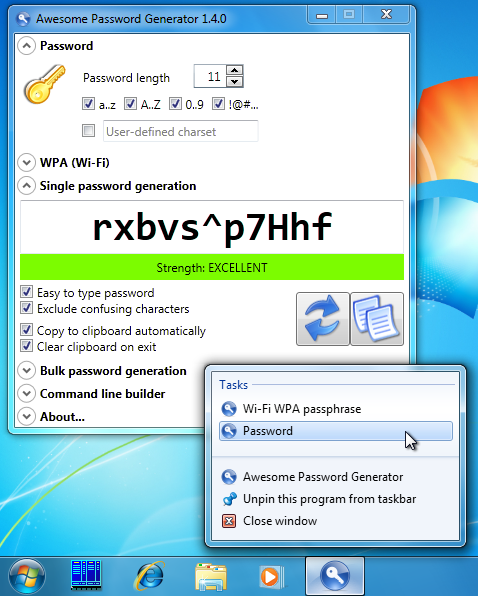 Awesome Password Generator 1.4.0
Password
Password length 11
a..z A..Z 0..9 !@#...
User-defined charset
WPA (Wi-Fi)
Single password generation
rxbvs^p7Hhf
Strength: EXCELLENT
Easy to type password
Exclude confusing characters
Copy to clipboard automatically
Clear clipboard on exit
Bulk password generation
Command line builder
About...
Tasks
Wi-Fi WPA passphrase
Password
Awesome Password Generator
Unpin this program from taskbar
Close window